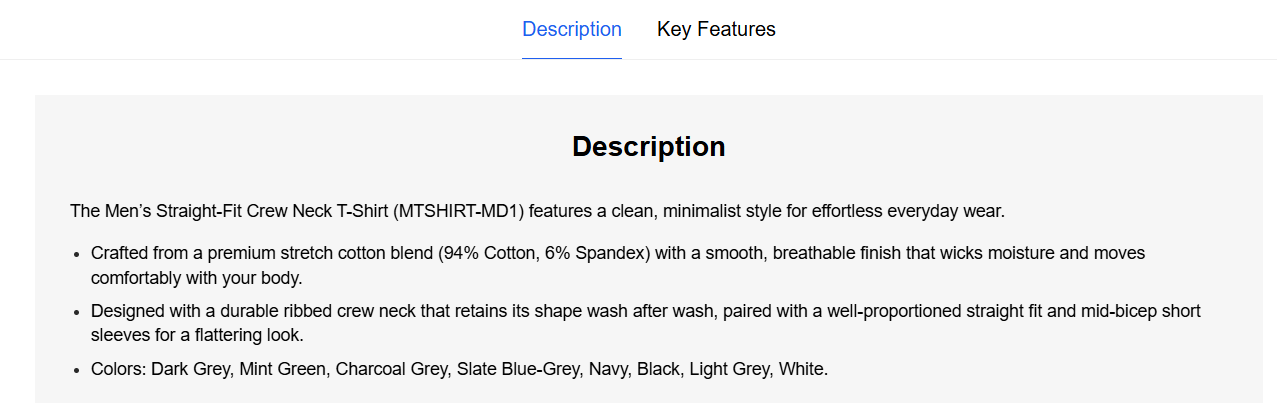 Description Key Features
Description
The Men’s Straight-Fit Crew Neck T-Shirt (MTSHIRT-MD1) features a clean, minimalist style for effortless everyday wear.
• Crafted from a premium stretch cotton blend (94% Cotton, 6% Spandex) with a smooth, breathable finish that wicks moisture and moves
comfortably with your body.
• Designed with a durable ribbed crew neck that retains its shape wash after wash, paired with a well-proportioned straight fit and mid-bicep short
sleeves for a flattering look.
• Colors: Dark Grey, Mint Green, Charcoal Grey, Slate Blue-Grey, Navy, Black, Light Grey, White.